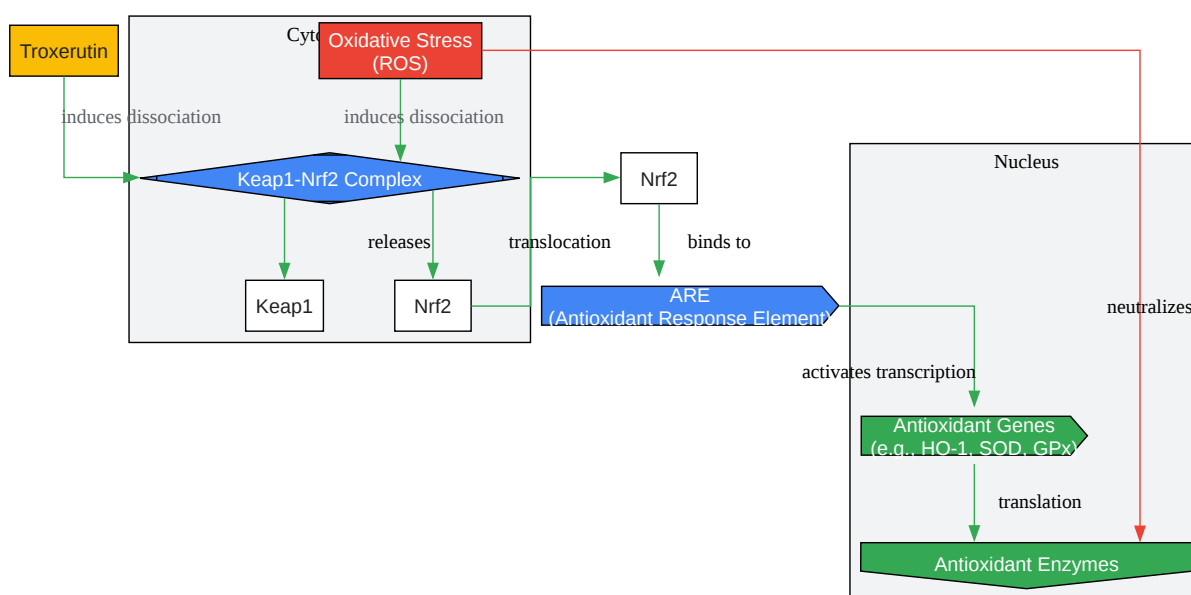 Troxerutin
Cyto
Oxidative Stress
(ROS)
induces dissociation
induces dissociation
Keap1-Nrf2 Complex
Nrf2
Nucleus
releases
translocation
binds to
Keap1
Nrf2
ARE
(Antioxidant Response Element)
neutralizes
activates transcription
Antioxidant Genes
(e.g., HO-1, SOD, GPx)
translation
Antioxidant Enzymes